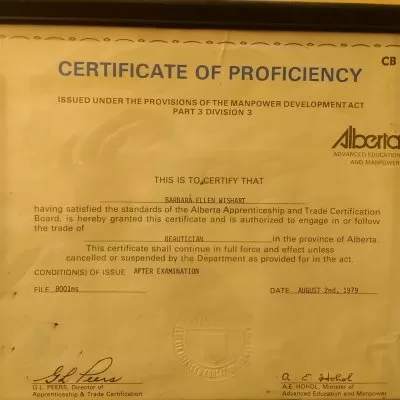 CB
CERTIFICATE OF PROFICIENCY
ISSUED UNDER THE PROVISIONS OF THE MANPOWER DEVELOPMENT ACT
PART 3 DIVISION 3
Alberta
ADVANCED EDUCATION
AND MANPOWER
THIS IS TO CERTIFY THAT
BARBARA ELLEN WISHART
having satisfied the standards of the Alberta Apprenticeship and Trade Certification
Board, is hereby granted this certificate and is authorized to engage in or follow
the trade of
BEAUTICIAN in the province of Alberta.
This certificate shall continue in full force and effect unless
cancelled or suspended by the Department as provided for in the act.
CONDITION(S) OF ISSUE AFTER EXAMINATION
FILE 8001ns DATE AUGUST 2nd, 1979
G.L. Peers A. E. Hohol
G.L. PEERS, Director of A.E. HOHOL, Minister of
Apprenticeship & Trade Certification Advanced Education and Manpower